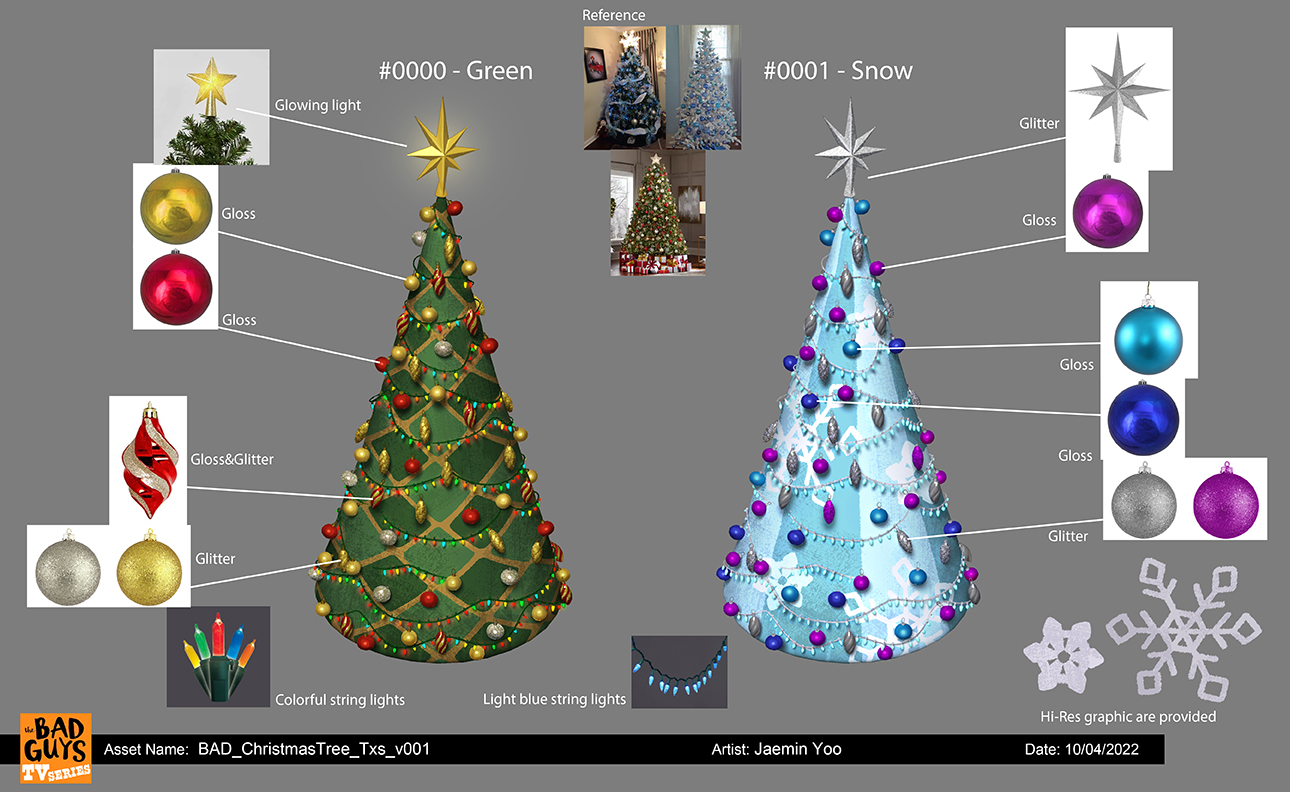 Reference
#0000 - Green
#0001 - Snow
Glowing light
Glitter
Gloss
Gloss
Gloss
Gloss
Gloss&Glitter
Gloss
Glitter
Glitter
Colorful string lights
Light blue string lights
Hi-Res graphic are provided
the BAD
GUYS
TV SERIES
Asset Name: BAD_ChristmasTree_Txs_v001
Artist: Jaemin Yoo
Date: 10/04/2022